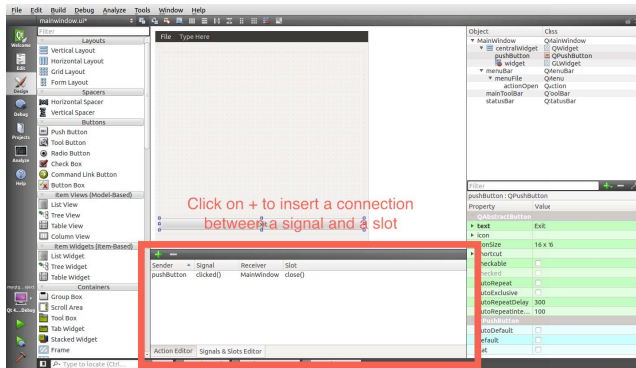 File Edit Build Debug Analyze Tools Window Help
mainwindow.ui*
Welcome
Edit
Design
Debug
Projects
Analyze
Help
Qt 4...Debug
Filter
Layouts
Vertical Layout
Horizontal Layout
Grid Layout
Form Layout
Spacers
Horizontal Spacer
Vertical Spacer
Buttons
Push Button
Tool Button
Radio Button
Check Box
Command Link Button
Button Box
Item Views (Model-Based)
List View
Tree View
Table View
Column View
Item Widgets (Item-Based)
List Widget
Tree Widget
Table Widget
Containers
Group Box
Scroll Area
Tool Box
Tab Widget
Stacked Widget
Frame
Type to locate (Ctrl...
File Type Here
Click on + to insert a connection
between a signal and a slot
Sender Signal Receiver Slot
pushButton clicked() MainWindow close()
Action Editor Signals & Slots Editor
Object Class
MainWindow QMainWindow
centralWidget QWidget
pushButton QPushButton
widget GLWidget
menuBar QMenuBar
menuFile QMenu
actionOpen
mainToolBar
statusBar
Filter
pushButton : QPushButton
Property Value
QAbstractButton
text Exit
icon
iconSize 16 x 16
shortcut
checkable
checked
autoRepeat
autoExclusive
autoRepeatDelay 300
autoRepeatInte... 100
QPushButton
autoDefault
default
flat